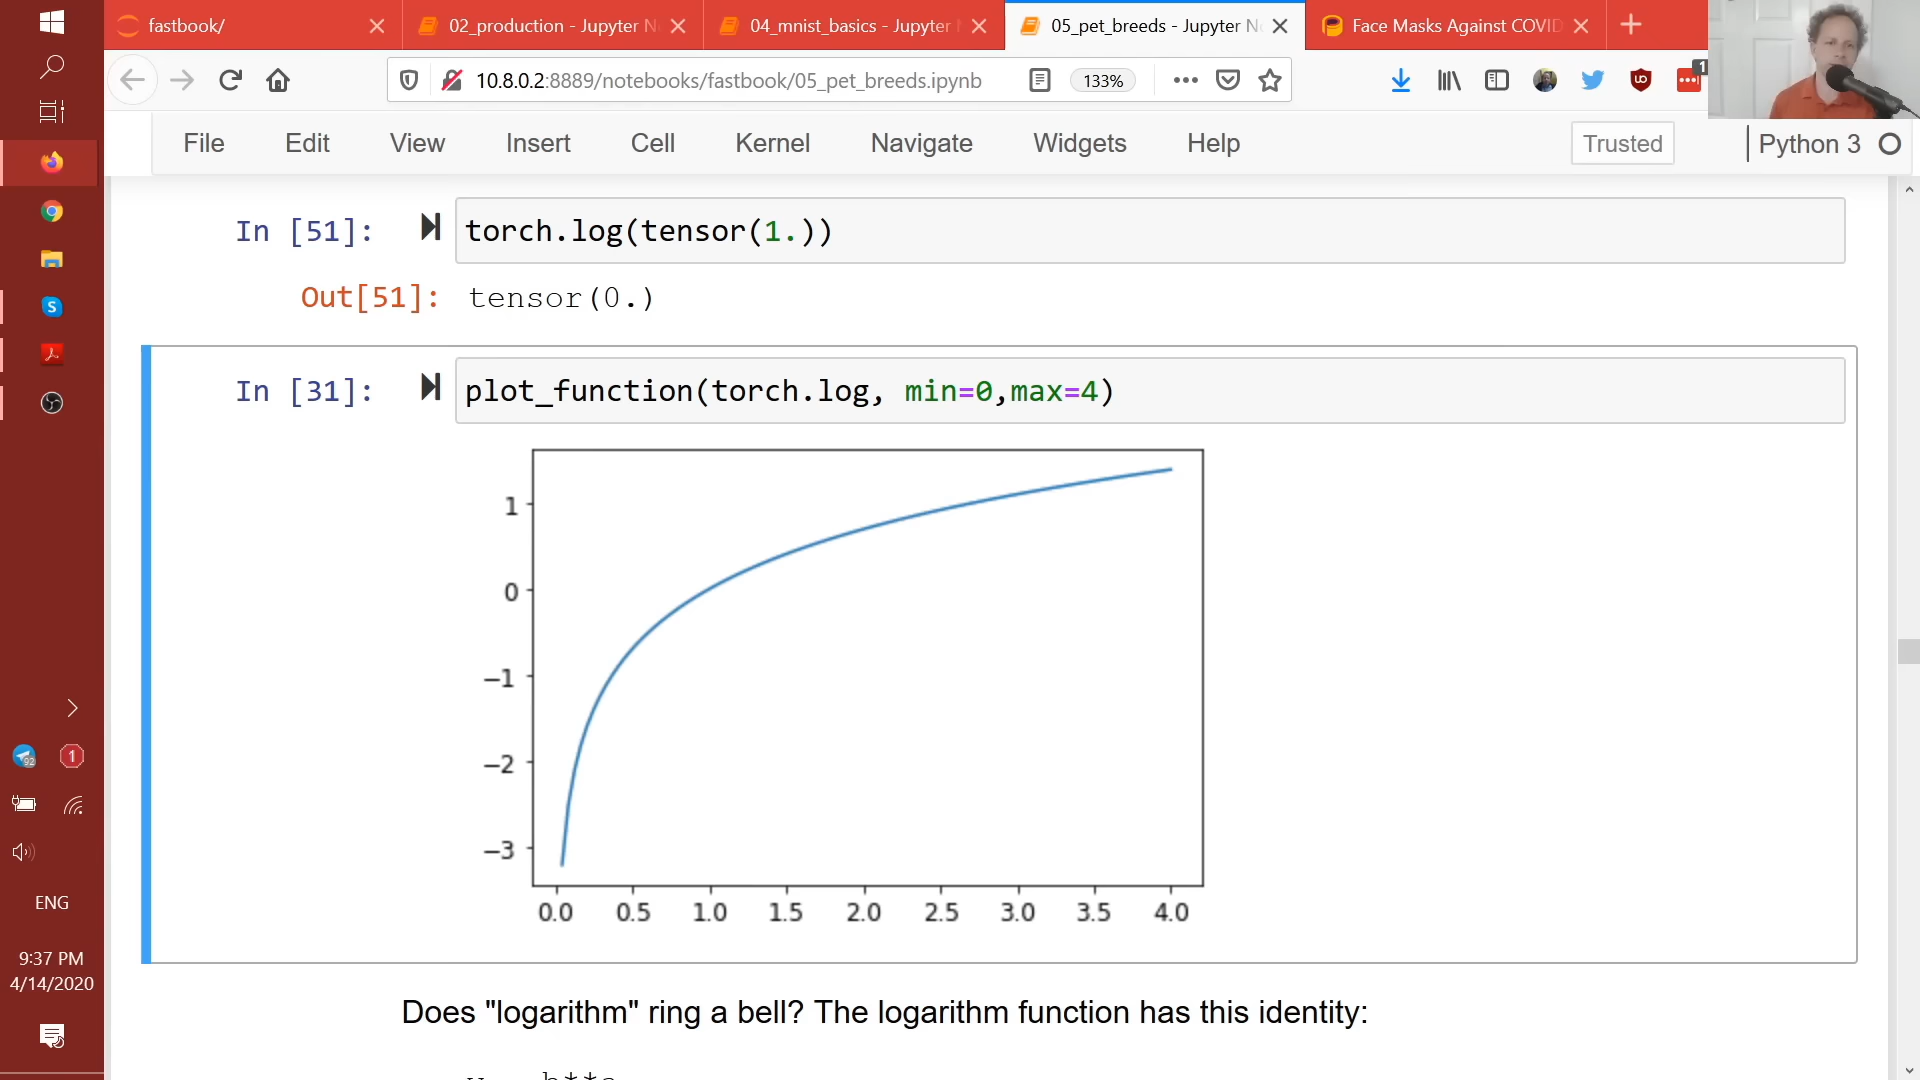 fastbook/
02_production - Jupyter N
04_mnist_basics - Jupyter
05_pet_breeds - Jupyter N
Face Masks Against COVID
10.8.0.2:8889/notebooks/fastbook/05_pet_breeds.ipynb
133%
1
File Edit View Insert Cell Kernel Navigate Widgets Help
Trusted
Python 3
In [51]: torch.log(tensor(1.))
Out[51]: tensor(0.)
In [31]: plot_function(torch.log, min=0,max=4)
1
0
−1
−2
−3
0.0 0.5 1.0 1.5 2.0 2.5 3.0 3.5 4.0
Does "logarithm" ring a bell? The logarithm function has this identity:
92
1
ENG
9:37 PM
4/14/2020